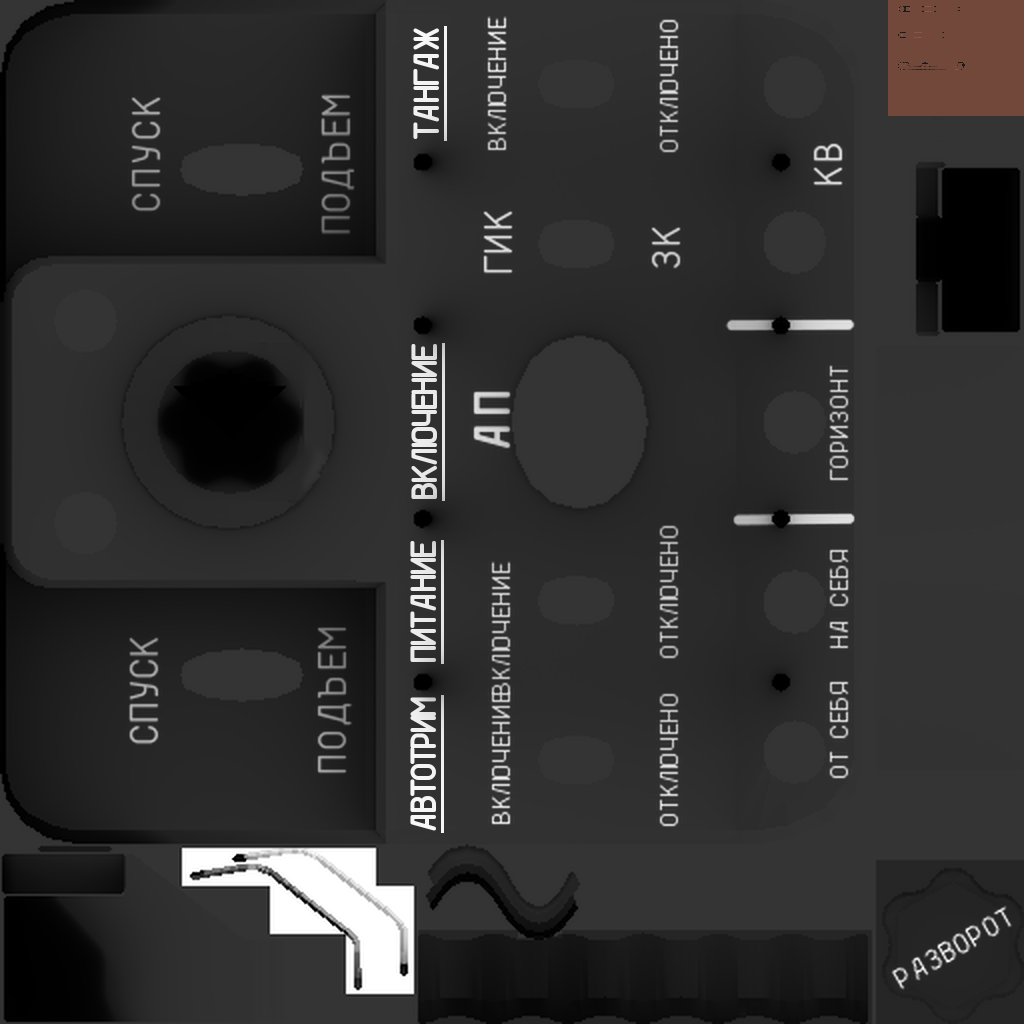 СПУСК
ПОДЪЕМ
СПУСК
ПОДЪЕМ
АВТОТРИМ
ПИТАНИЕ
ВКЛЮЧЕНИЕ
ТАНГАЖ
ВКЛЮЧЕНИЕ
ВКЛЮЧЕНИЕ
АП
ГИК
ВКЛЮЧЕНИЕ
ОТКЛЮЧЕНО
ОТКЛЮЧЕНО
ЗК
ОТКЛЮЧЕНО
ОТ СЕБЯ
НА СЕБЯ
ГОРИЗОНТ
КВ
РАЗВОРОТ